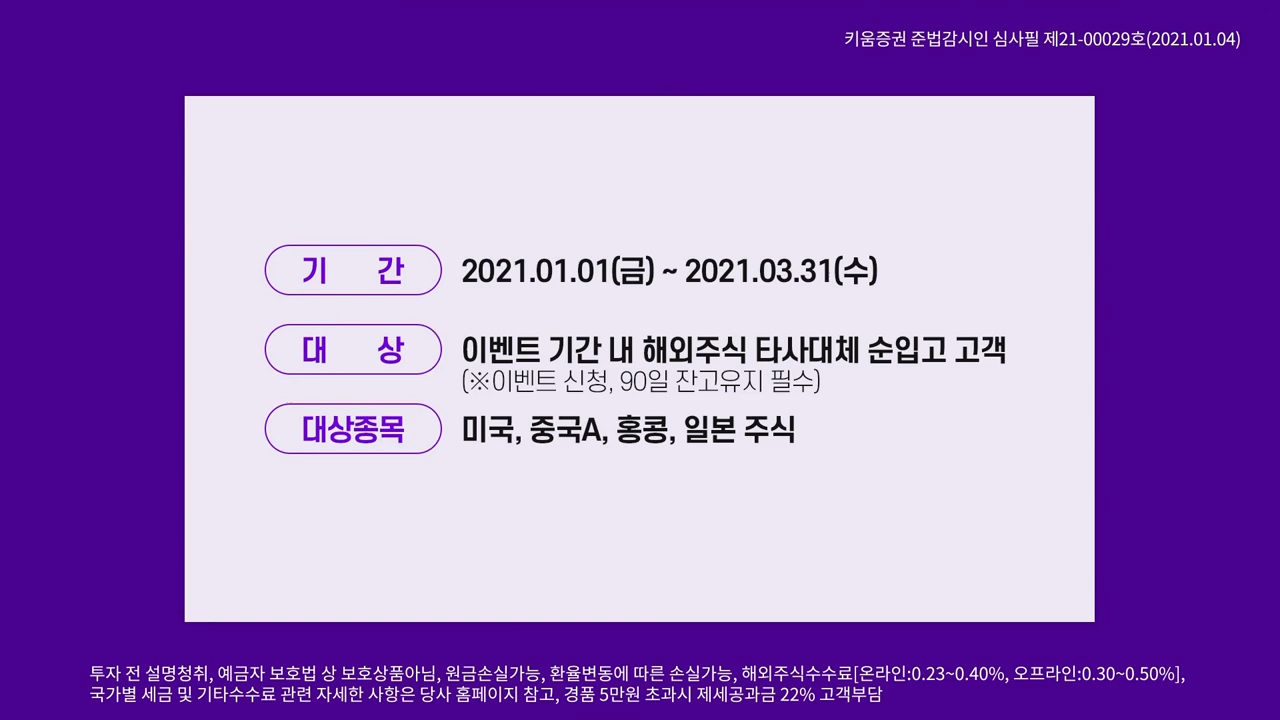 키움증권 준법감시인 심사필 제21-00029호(2021.01.04)
기 간 2021.01.01(금) ~ 2021.03.31(수)
대 상 이벤트 기간 내 해외주식 타사대체 순입고 고객
(※이벤트 신청, 90일 잔고유지 필수)
대상종목 미국, 중국A, 홍콩, 일본 주식
투자 전 설명청취, 예금자 보호법 상 보호상품아님, 원금손실가능, 환율변동에 따른 손실가능, 해외주식수수료[온라인:0.23~0.40%, 오프라인:0.30~0.50%],
국가별 세금 및 기타수수료 관련 자세한 사항은 당사 홈페이지 참고, 경품 5만원 초과시 제세공과금 22% 고객부담